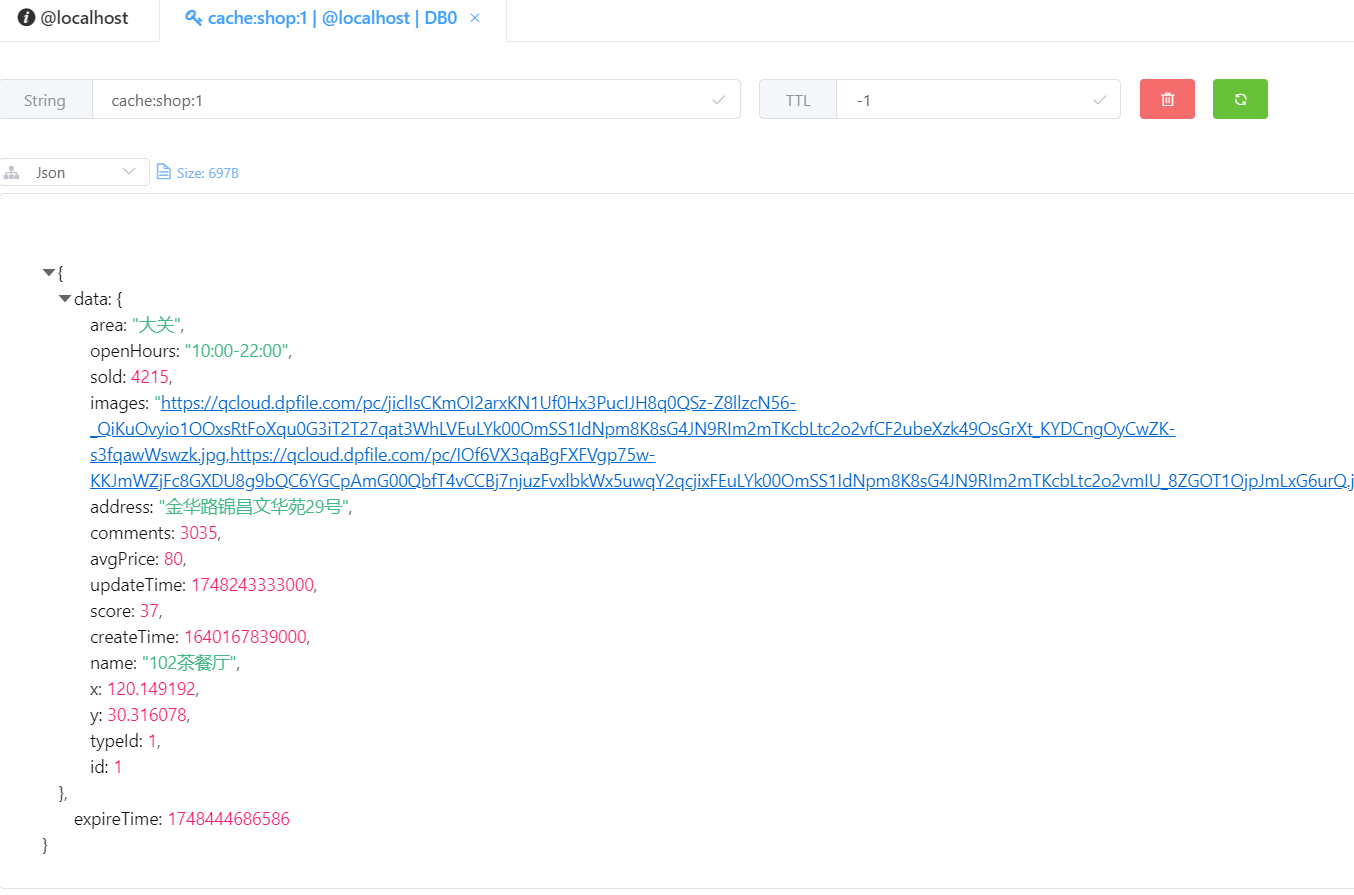 @localhost
cache:shop:1 | @localhost | DB0 ×
String cache:shop:1 TTL -1
Json Size: 697B
{
data: {
area: "大关",
openHours: "10:00-22:00",
sold: 4215,
images: "https://qcloud.dpfile.com/pc/jiclIsCKmOI2arxKN1Uf0Hx3PucIJH8q0QSz-Z8llzcN56-
_QiKuOvyio1OOxsRtFoXqu0G3iT2T27qat3WhLVEuLYk00OmSS1IdNpm8K8sG4JN9RIm2mTKcbLtc2o2vfCF2ubeXzk49OsGrXt_KYDCngOyCwZK-
s3fqawWswzk.jpg,https://qcloud.dpfile.com/pc/IOf6VX3qaBgFXFVgp75w-
KKJmWZjFc8GXDU8g9bQC6YGCpAmG00QbfT4vCCBj7njuzFvxlbkWx5uwqY2qcjixFEuLYk00OmSS1IdNpm8K8sG4JN9RIm2mTKcbLtc2o2vmIU_8ZGOT1OjpJmLxG6urQ.j
address: "金华路锦昌文华苑29号",
comments: 3035,
avgPrice: 80,
updateTime: 1748243333000,
score: 37,
createTime: 1640167839000,
name: "102茶餐厅",
x: 120.149192,
y: 30.316078,
typeId: 1,
id: 1
},
expireTime: 1748444686586
}